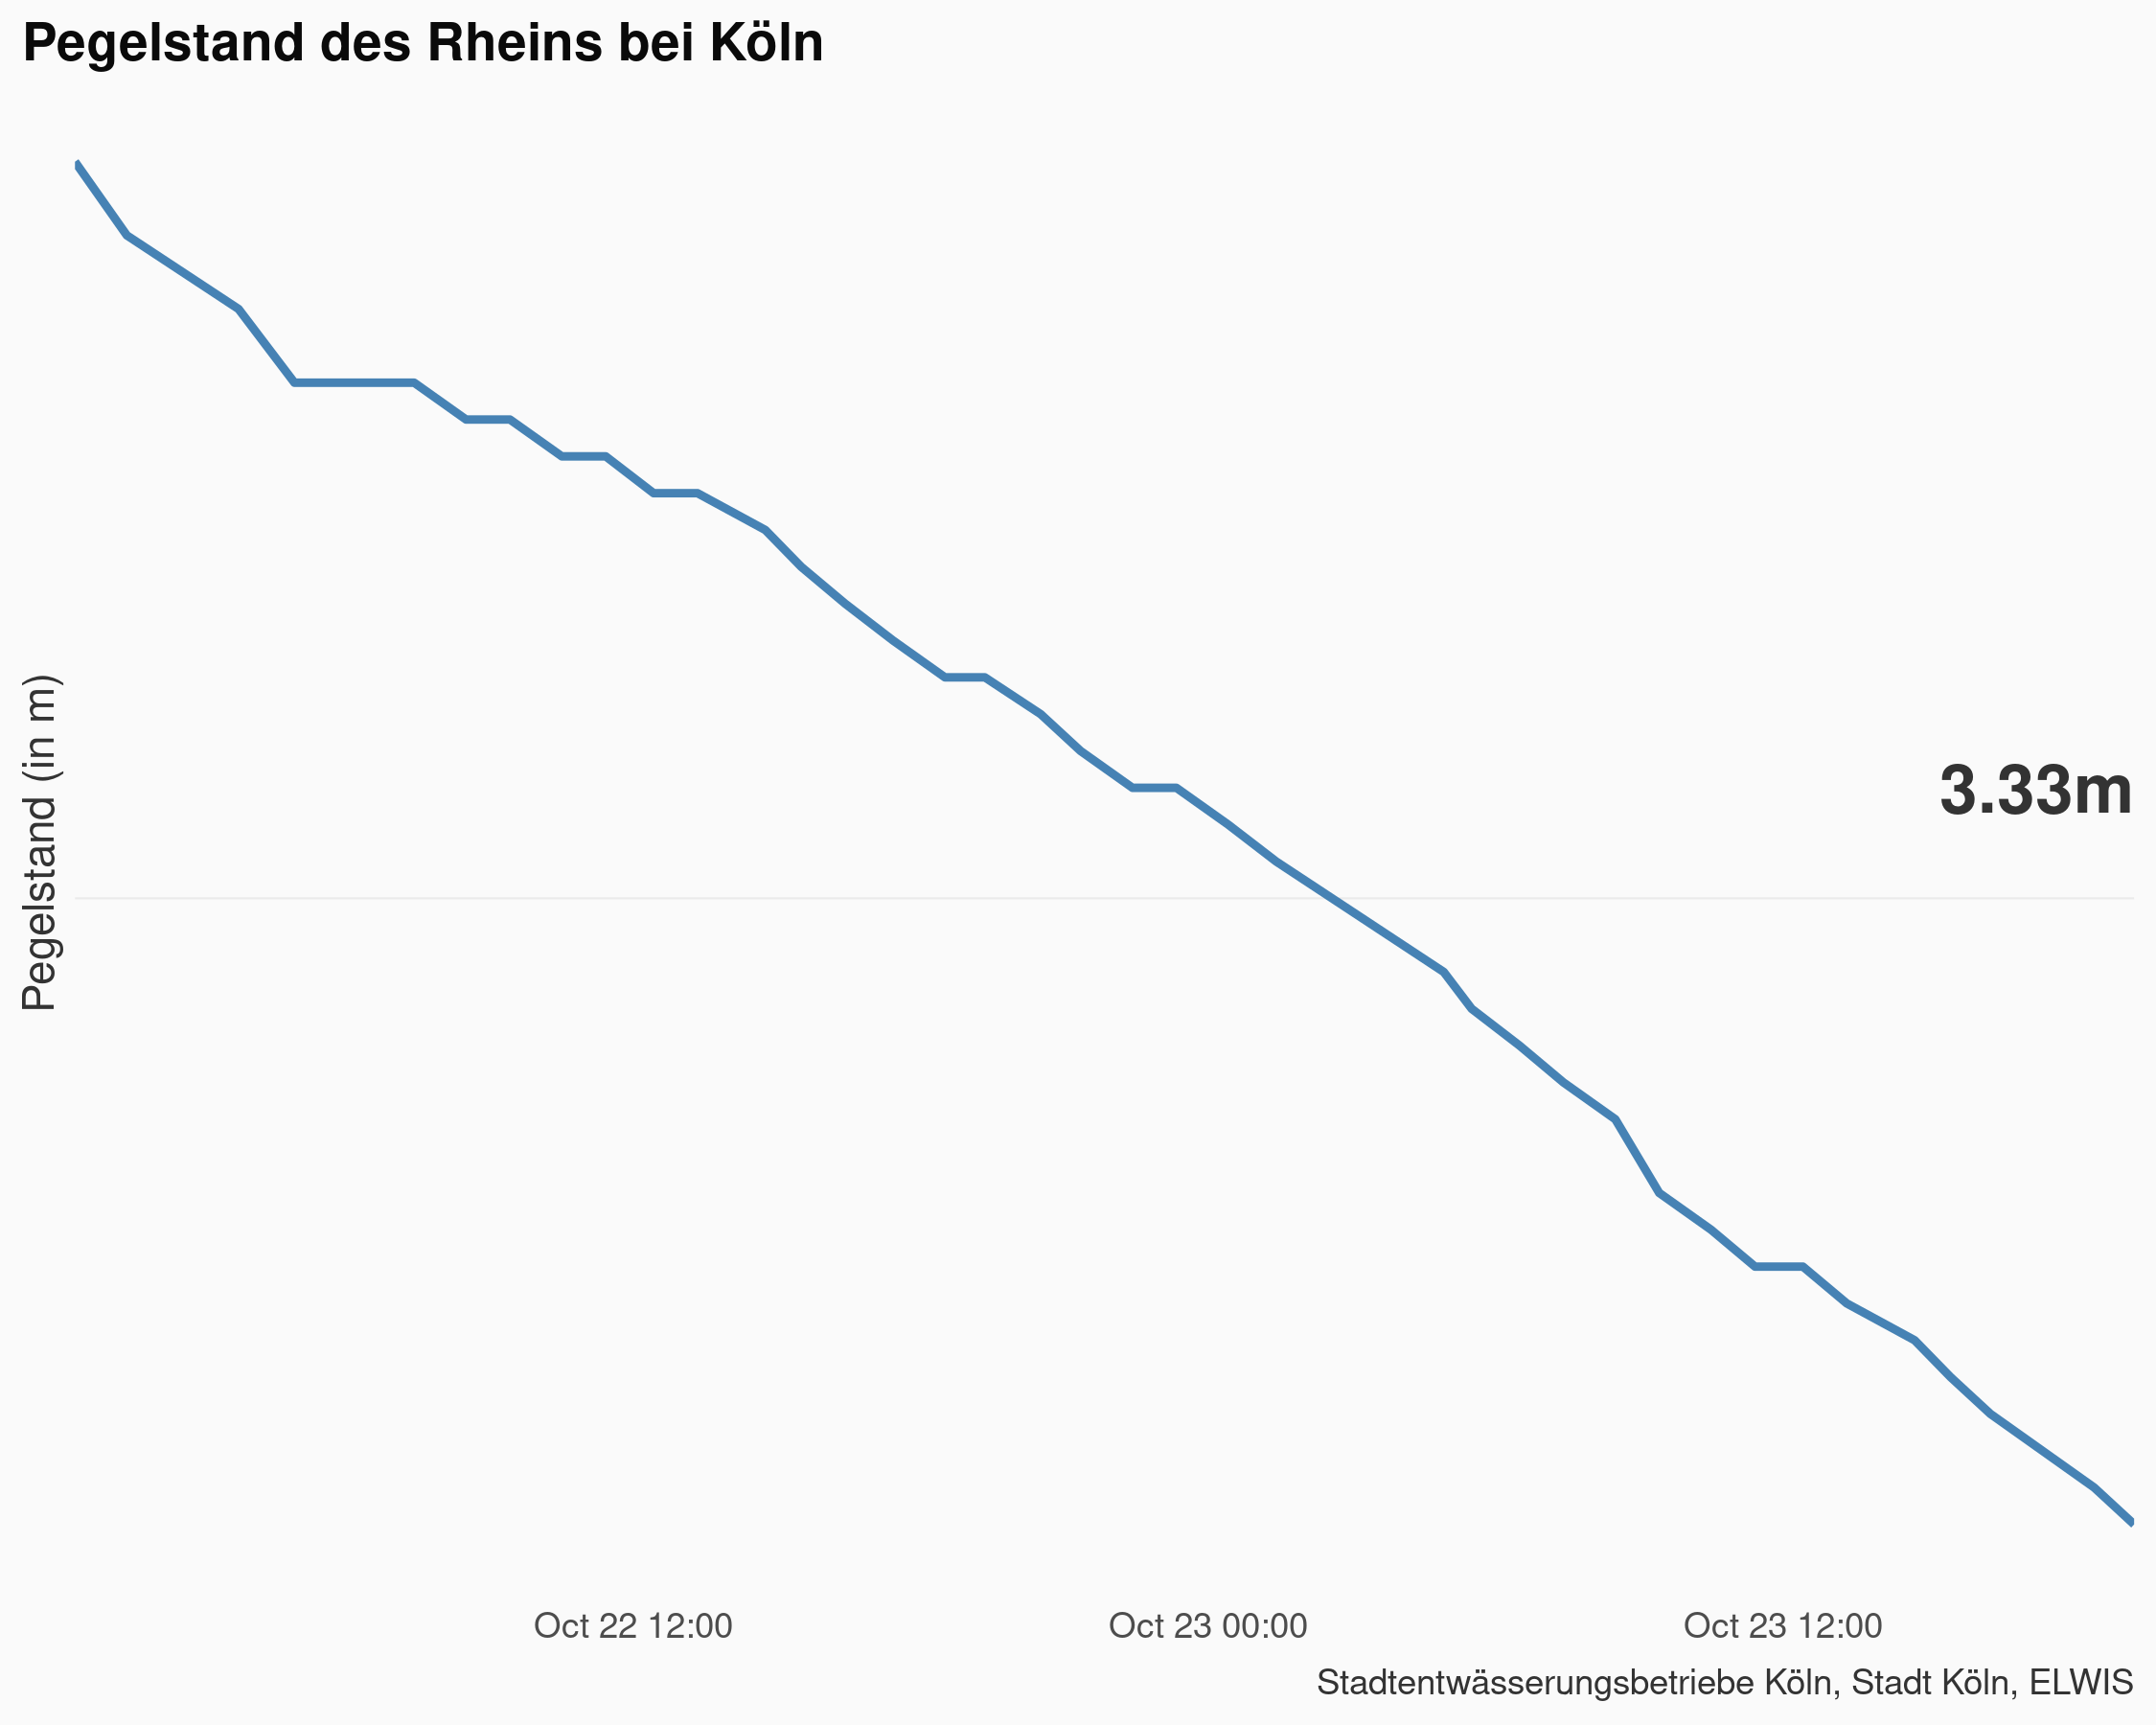 Pegelstand des Rheins bei Köln
Pegelstand (in m)
3.33m
Oct 22 12:00
Oct 23 00:00
Oct 23 12:00
Stadtentwässerungsbetriebe Köln, Stadt Köln, ELWIS